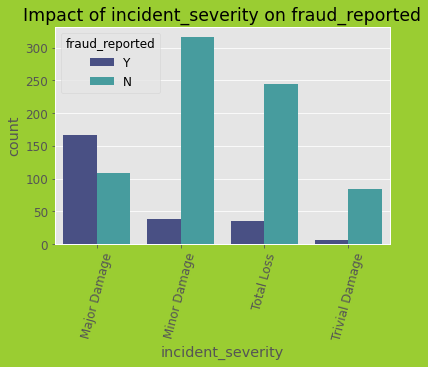 Impact of incident_severity on fraud_reported
fraud_reported
Y
N
300
250
200
150
100
50
0
count
Major Damage
Minor Damage
Total Loss
Trivial Damage
incident_severity